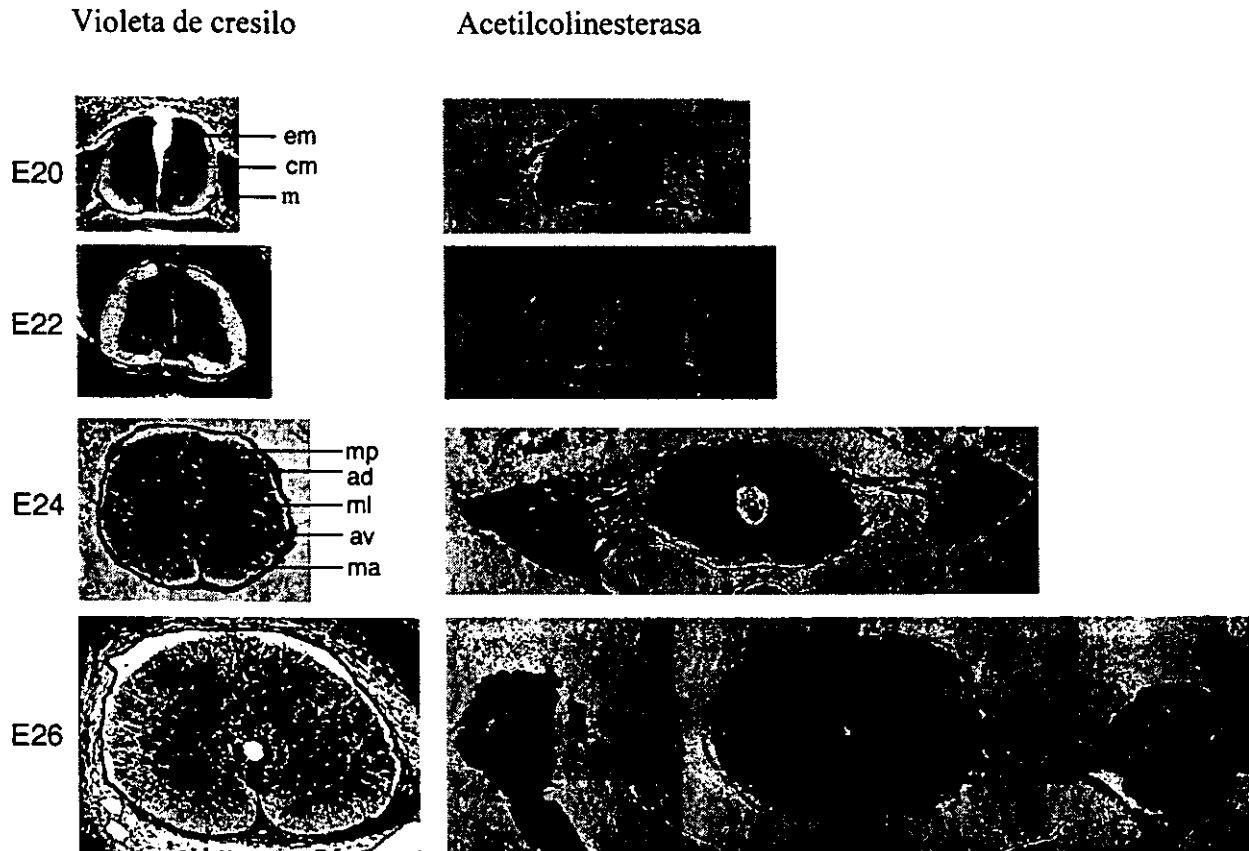 Violeta de cresilo Acetilcolinesterasa
E20
em
cm
m
E22
E24
mp
ad
ml
av
ma
E26